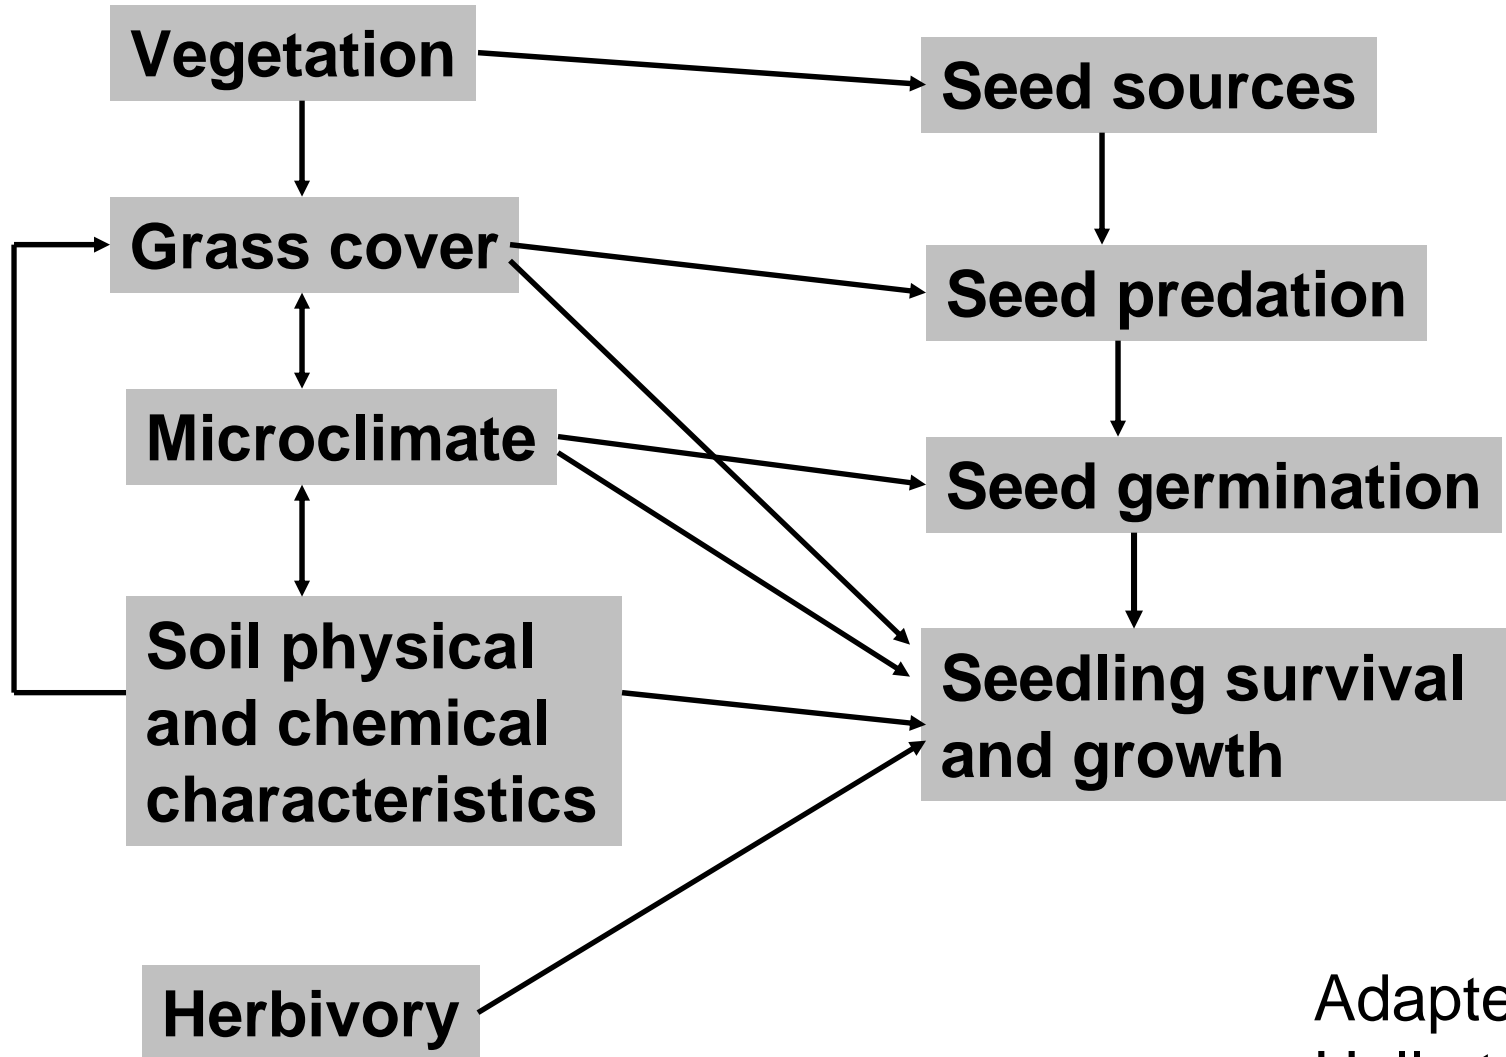 Vegetation
Seed sources
Grass cover
Seed predation
Microclimate
Seed germination
Soil physical
and chemical
characteristics
Seedling survival
and growth
Herbivory